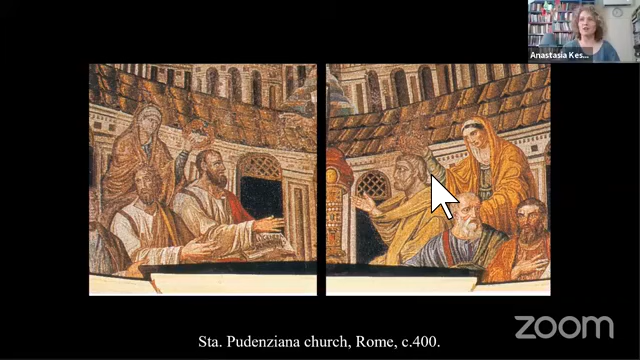 Anastasia Kes...
Sta. Pudenziana church, Rome, c.400.
zoom